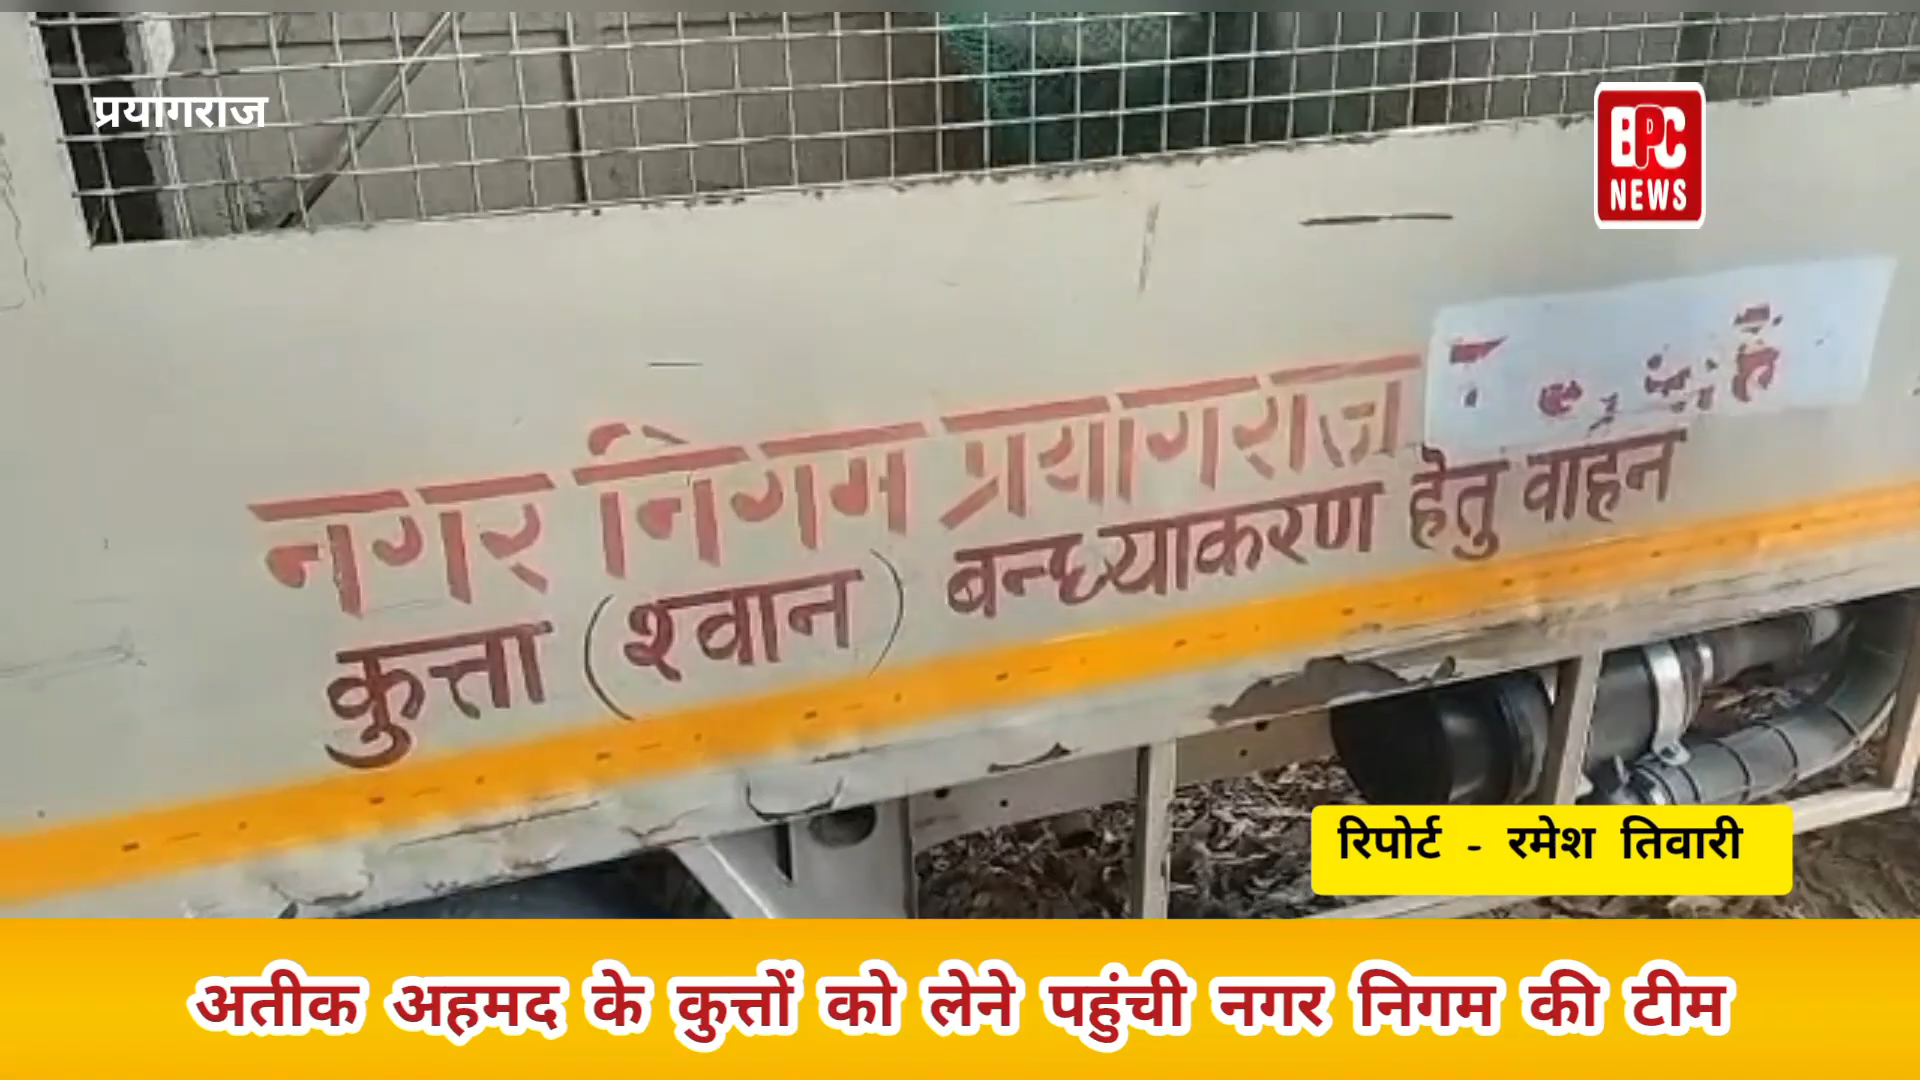 प्रयागराज
BPC
NEWS
नगर निगम प्रयागराज
कुत्ता (श्वान) बन्ध्याकरण हेतु वाहन
रिपोर्ट - रमेश तिवारी
अतीक अहमद के कुत्तों को लेने पहुंची नगर निगम की टीम